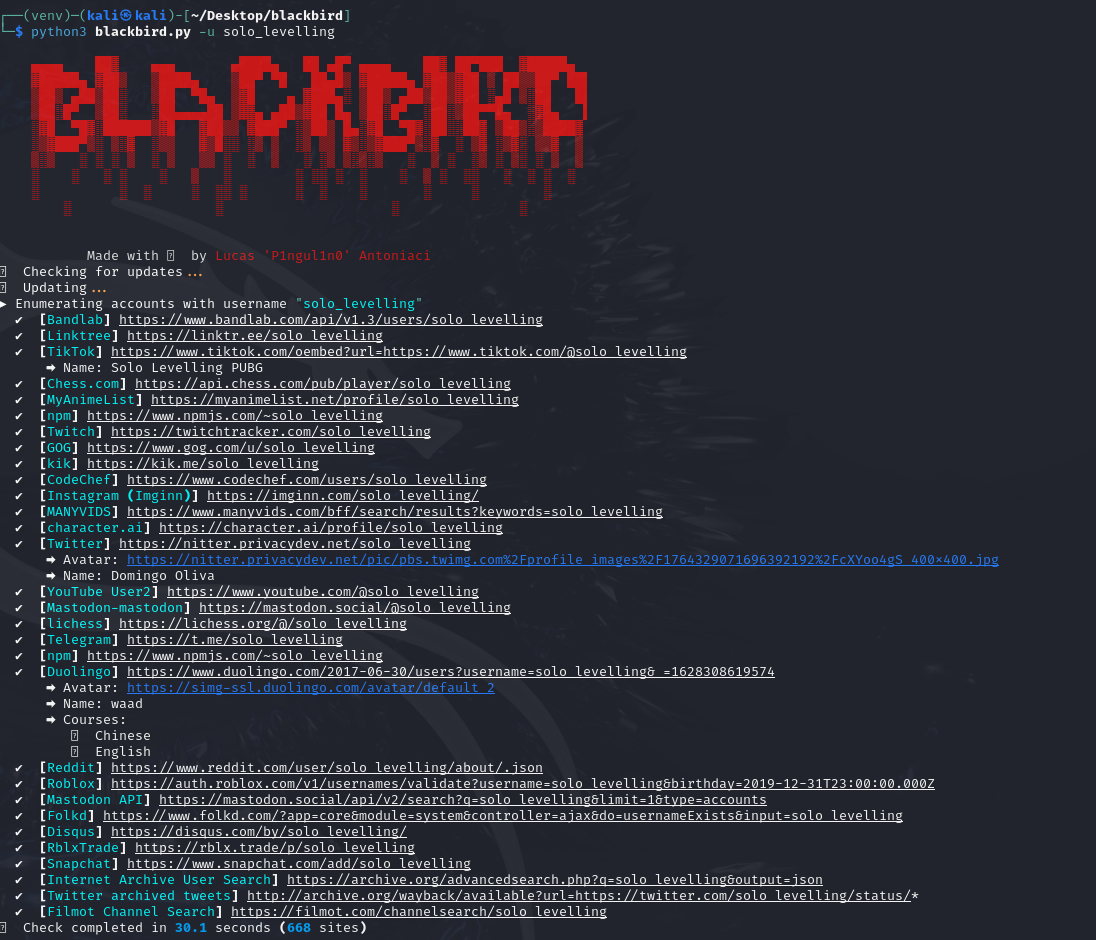 ┌──(venv)─(kali㉿kali)-[~/Desktop/blackbird]
└─$ python3 blackbird.py -u solo_levelling
BLACKBIRD
Made with by Lucas 'P1ngul1n0' Antoniaci
Checking for updates...
Updating...
▶ Enumerating accounts with username "solo_levelling"
✔ [Bandlab] https://www.bandlab.com/api/v1.3/users/solo_levelling
✔ [Linktree] https://linktr.ee/solo_levelling
✔ [TikTok] https://www.tiktok.com/oembed?url=https://www.tiktok.com/@solo_levelling
➡ Name: Solo Levelling PUBG
✔ [Chess.com] https://api.chess.com/pub/player/solo_levelling
✔ [MyAnimeList] https://myanimelist.net/profile/solo_levelling
✔ [npm] https://www.npmjs.com/~solo_levelling
✔ [Twitch] https://twitchtracker.com/solo_levelling
✔ [GOG] https://www.gog.com/u/solo_levelling
✔ [kik] https://kik.me/solo_levelling
✔ [CodeChef] https://www.codechef.com/users/solo_levelling
✔ [Instagram (Imginn)] https://imginn.com/solo_levelling/
✔ [MANYVIDS] https://www.manyvids.com/bff/search/results?keywords=solo_levelling
✔ [character.ai] https://character.ai/profile/solo_levelling
✔ [Twitter] https://nitter.privacydev.net/solo_levelling
➡ Avatar: https://nitter.privacydev.net/pic/pbs.twimg.com%2Fprofile_images%2F1764329071696392192%2FcXYoo4gS_400x400.jpg
➡ Name: Domingo Oliva
✔ [YouTube User2] https://www.youtube.com/@solo_levelling
✔ [Mastodon-mastodon] https://mastodon.social/@solo_levelling
✔ [lichess] https://lichess.org/@/solo_levelling
✔ [Telegram] https://t.me/solo_levelling
✔ [npm] https://www.npmjs.com/~solo_levelling
✔ [Duolingo] https://www.duolingo.com/2017-06-30/users?username=solo_levelling&_=1628308619574
➡ Avatar: https://simg-ssl.duolingo.com/avatar/default_2
➡ Name: waad
➡ Courses:
Chinese
English
✔ [Reddit] https://www.reddit.com/user/solo_levelling/about/.json
✔ [Roblox] https://auth.roblox.com/v1/usernames/validate?username=solo_levelling&birthday=2019-12-31T23:00:00.000Z
✔ [Mastodon API] https://mastodon.social/api/v2/search?q=solo_levelling&limit=1&type=accounts
✔ [Folkd] https://www.folkd.com/?app=core&module=system&controller=ajax&do=usernameExists&input=solo_levelling
✔ [Disqus] https://disqus.com/by/solo_levelling/
✔ [RblxTrade] https://rblx.trade/p/solo_levelling
✔ [Snapchat] https://www.snapchat.com/add/solo_levelling
✔ [Internet Archive User Search] https://archive.org/advancedsearch.php?q=solo_levelling&output=json
✔ [Twitter archived tweets] http://archive.org/wayback/available?url=https://twitter.com/solo_levelling/status/*
✔ [Filmot Channel Search] https://filmot.com/channelsearch/solo_levelling
Check completed in 30.1 seconds (668 sites)